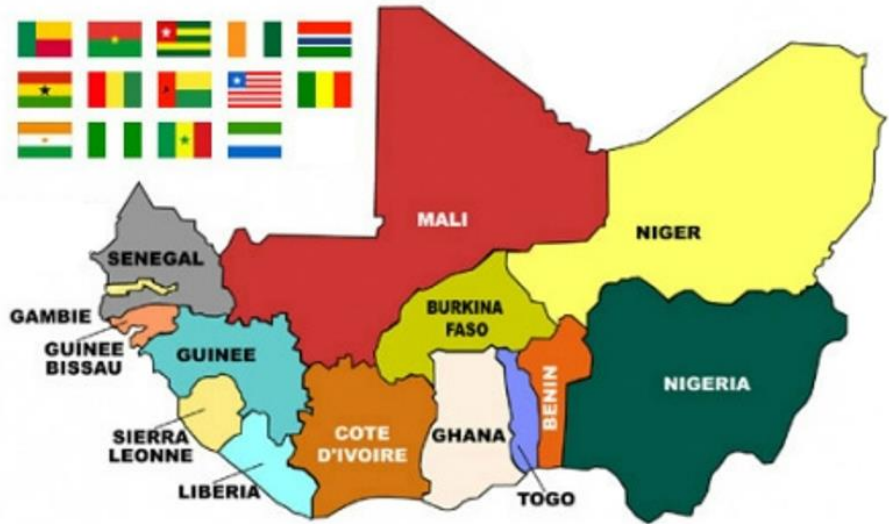 MALI
NIGER
SENEGAL
GAMBIE
BURKINA
FASO
GUINEE
BISSAU
GUINEE
NIGERIA
BENIN
SIERRA
LEONNE
COTE
D'IVOIRE
GHANA
LIBERIA
TOGO